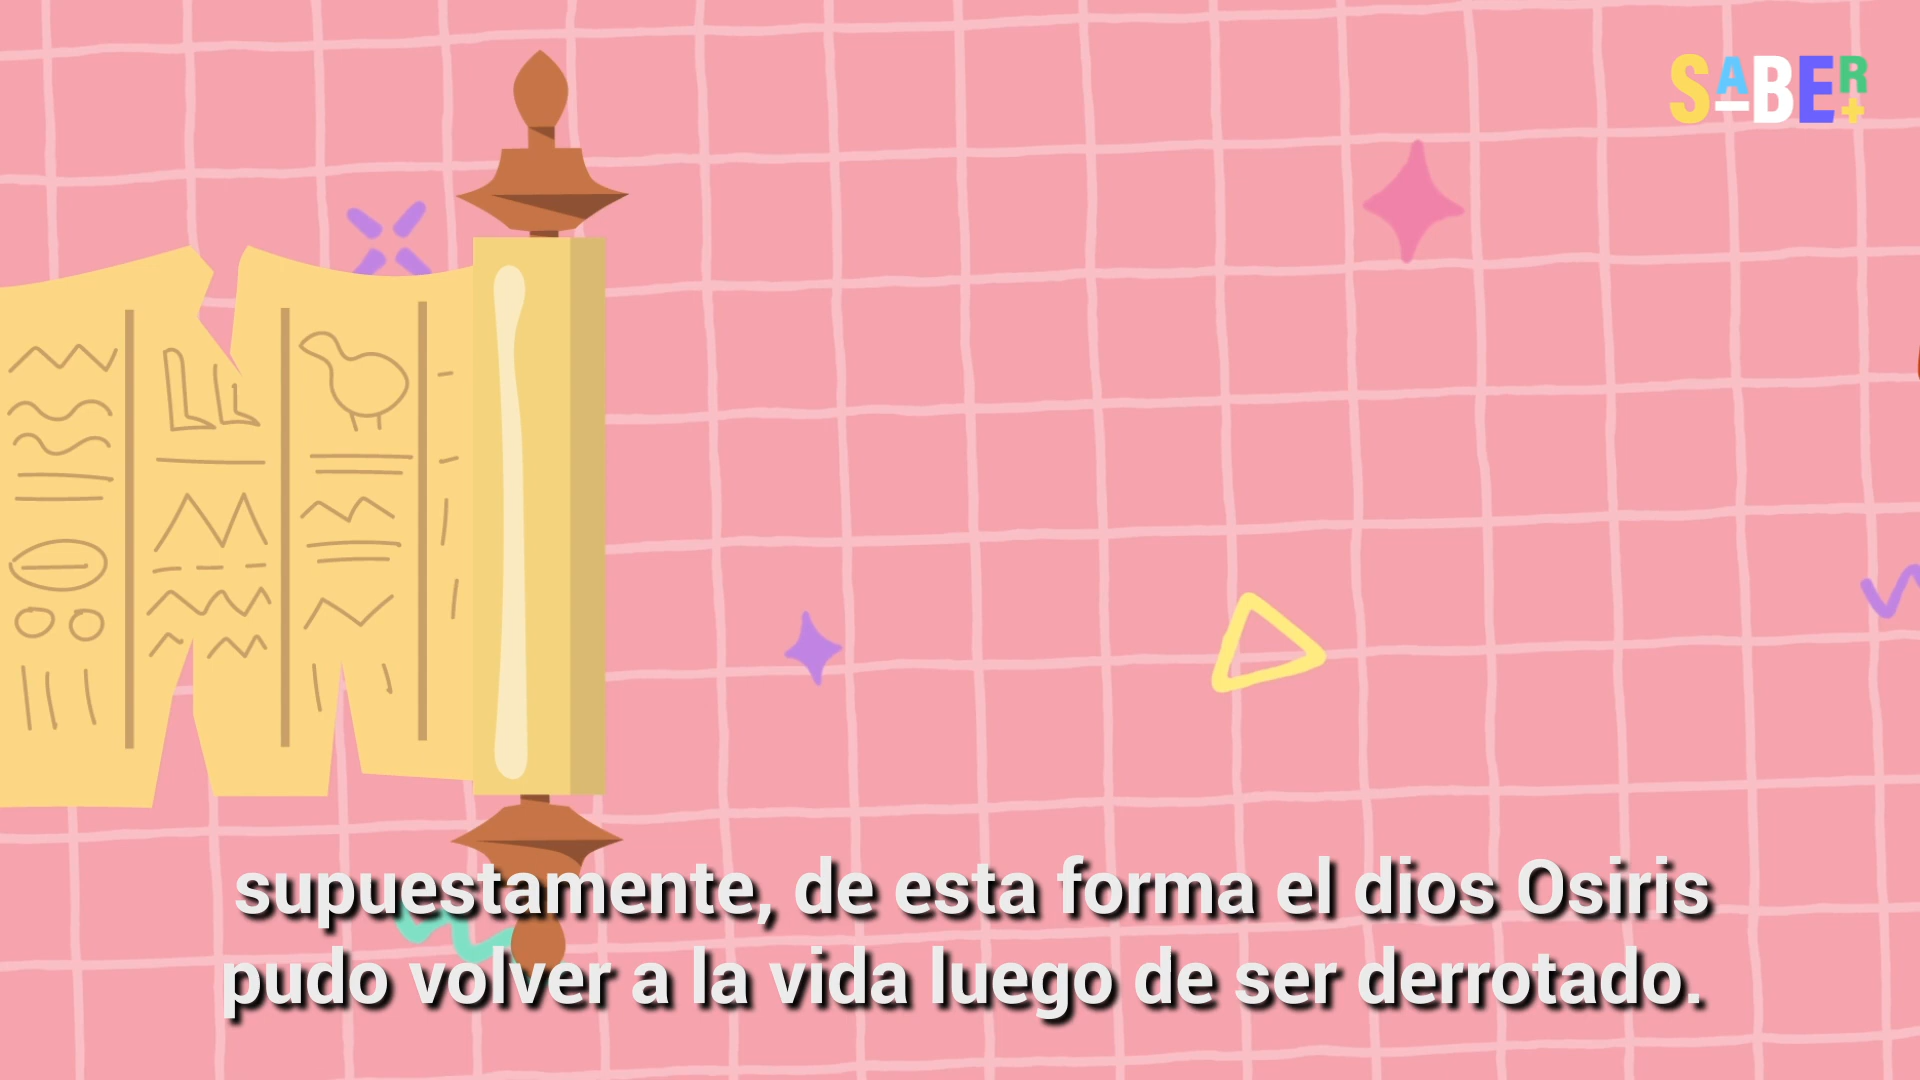 SABER+
supuestamente, de esta forma el dios Osiris
pudo volver a la vida luego de ser derrotado.